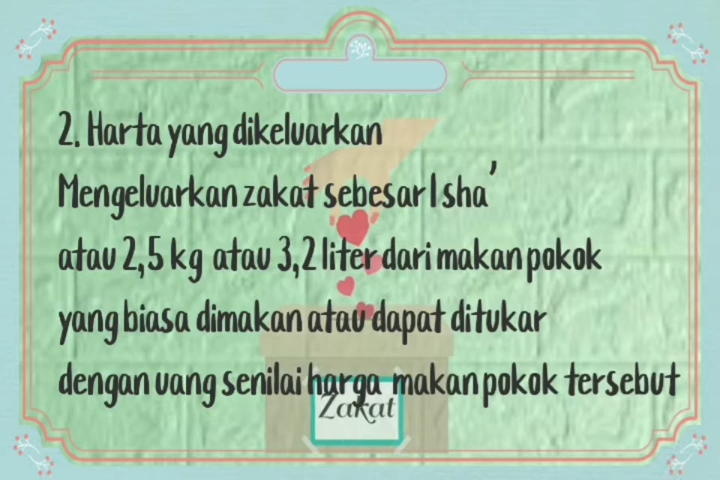 2. Harta yang dikeluarkan
Mengeluarkan zakat sebesar 1 sha'
atau 2,5 kg atau 3,2 liter dari makan pokok
yang biasa dimakan atau dapat ditukar
dengan uang senilai harga makan pokok tersebut
Zakat